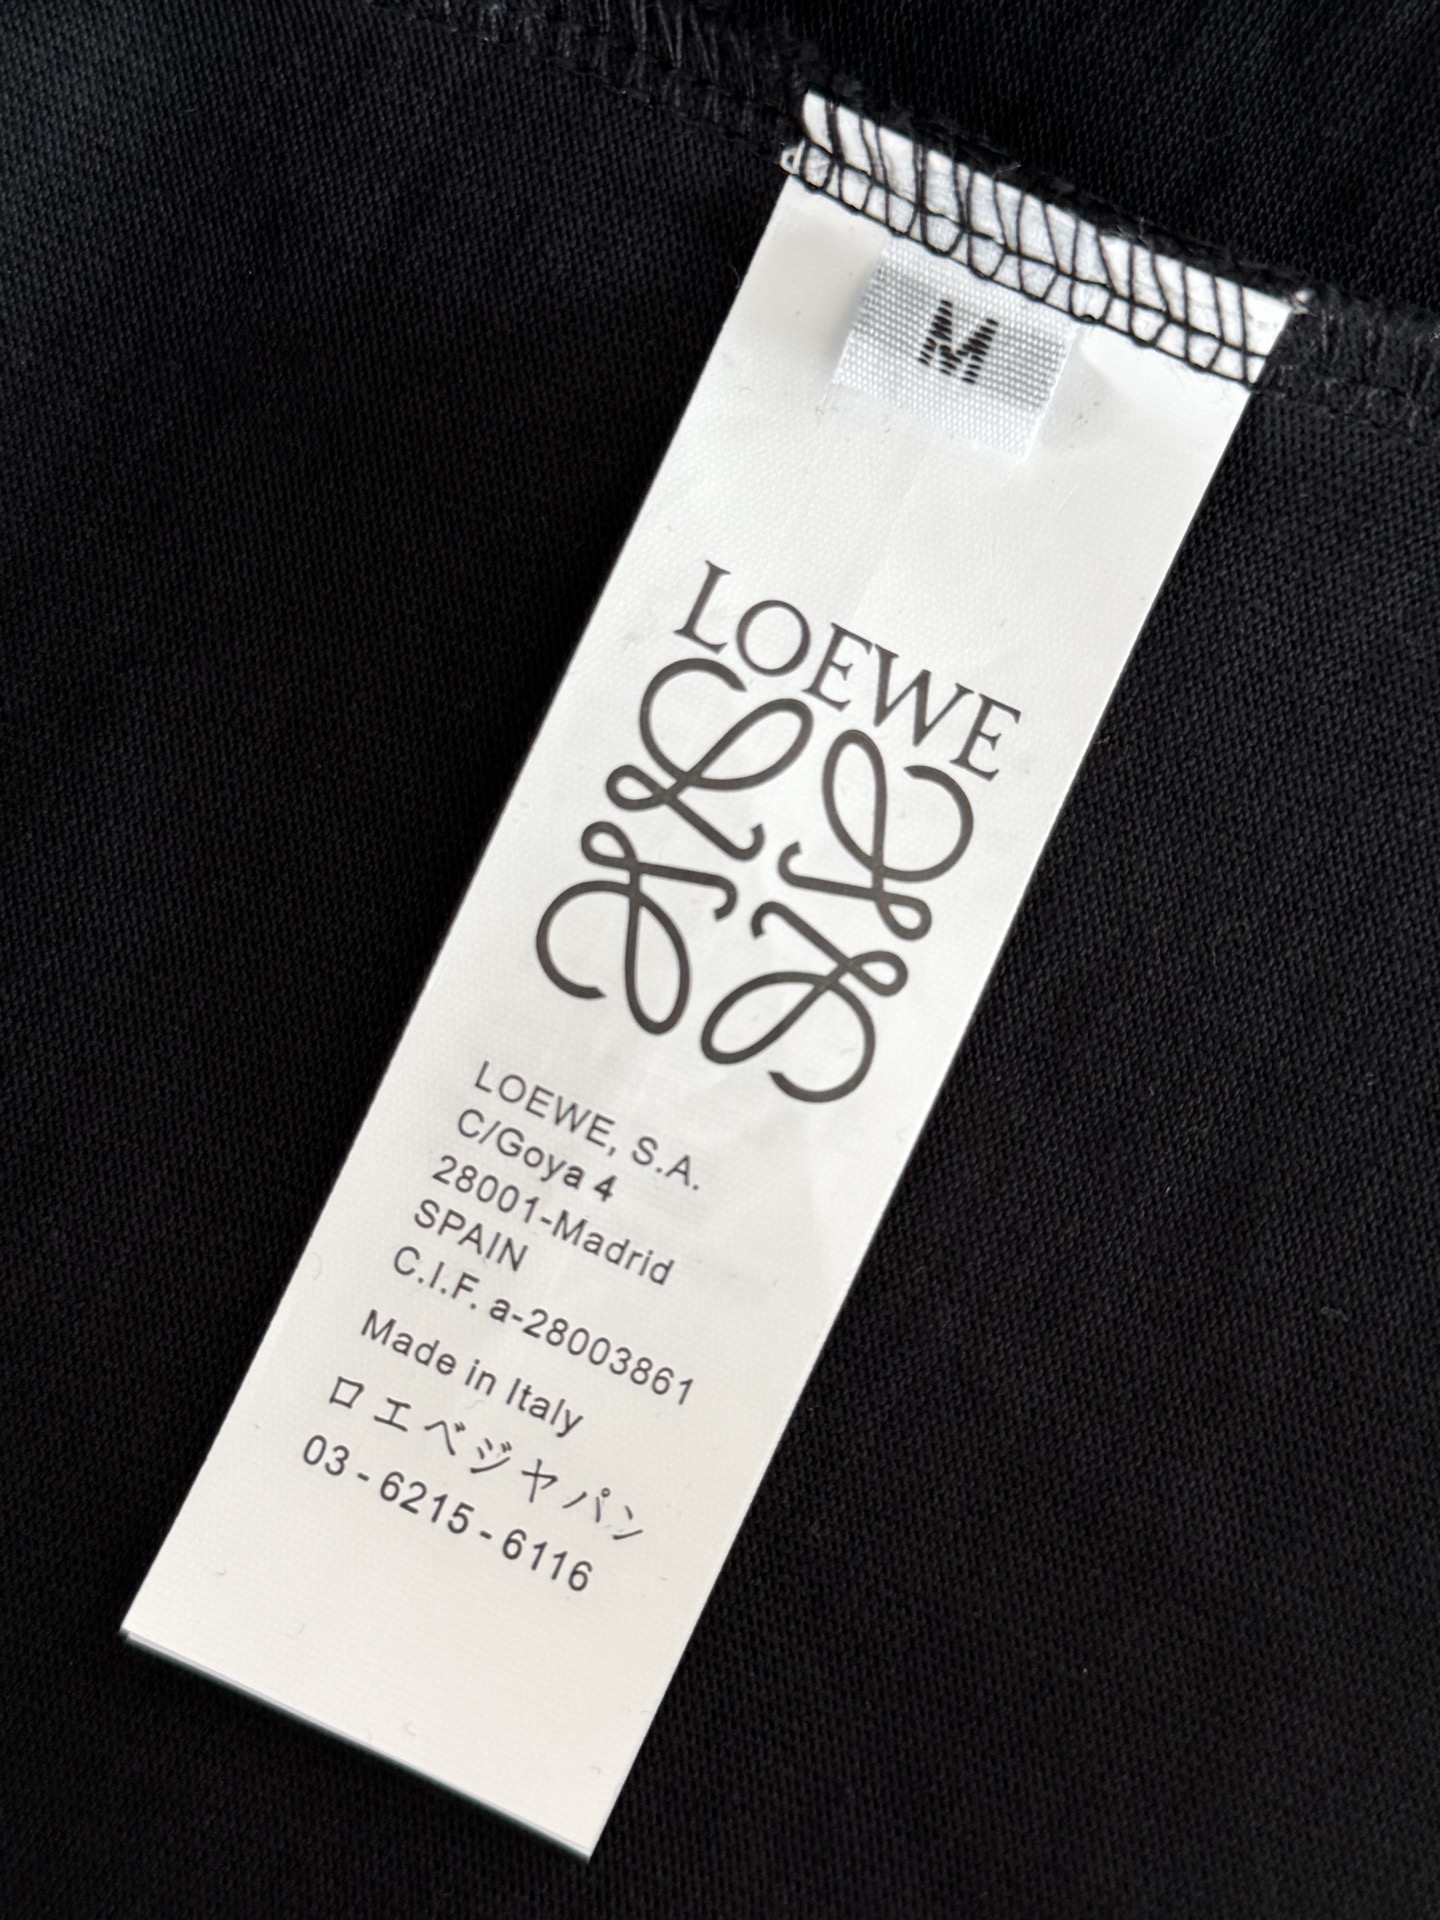 M
LOEWE
LOEWE, S.A.
C/Goya 4
28001-Madrid
SPAIN
C.I.F. a-28003861
Made in Italy
ロエベジヤパン
03-6215-6116